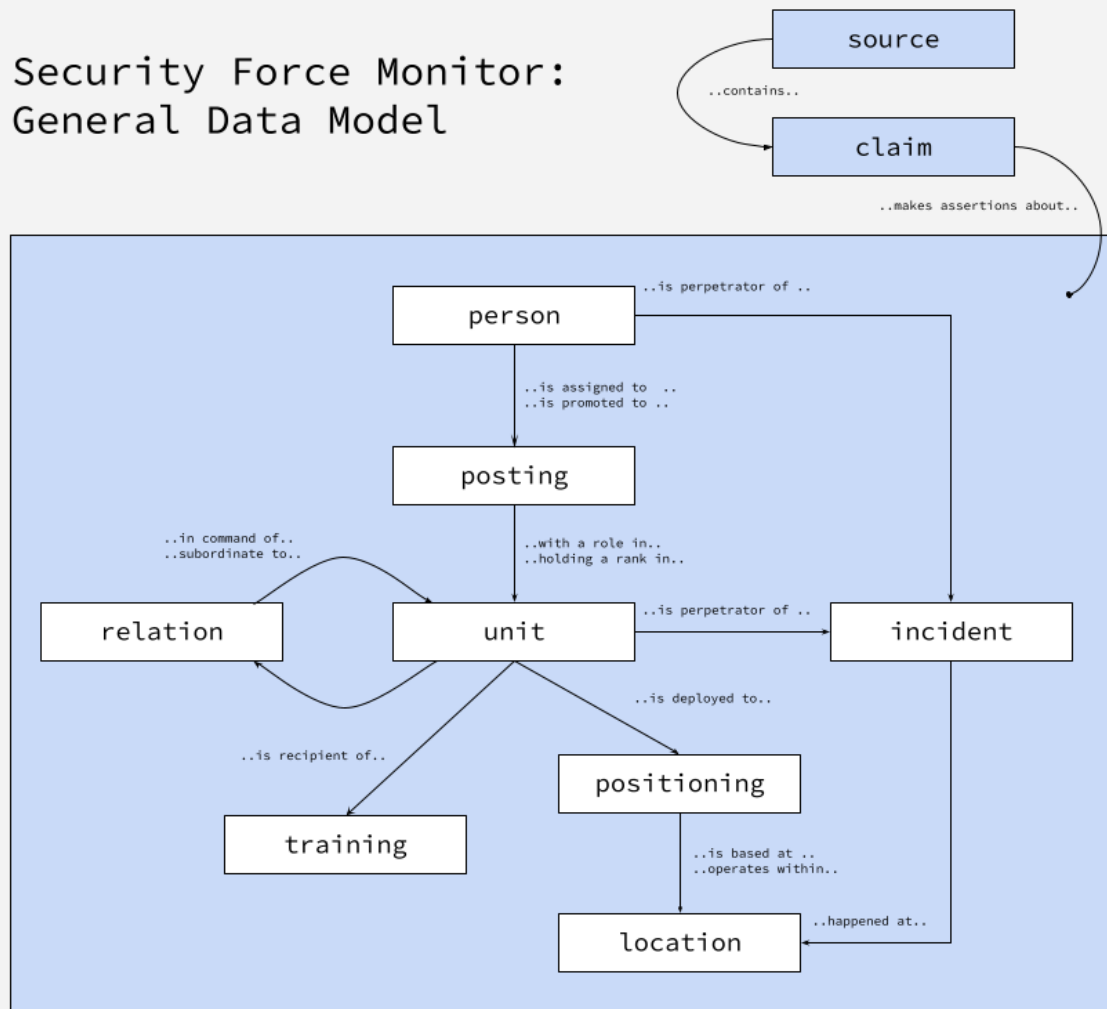 Security Force Monitor:
General Data Model
source
..contains..
claim
..makes assertions about..
person
..is perpetrator of ..
..is assigned to  ..
..is promoted to ..
posting
..with a role in..
..holding a rank in..
..in command of..
..subordinate to..
relation
unit
..is perpetrator of ..
incident
..is deployed to..
..is recipient of..
positioning
training
..is based at ..
..operates within..
location
..happened at..